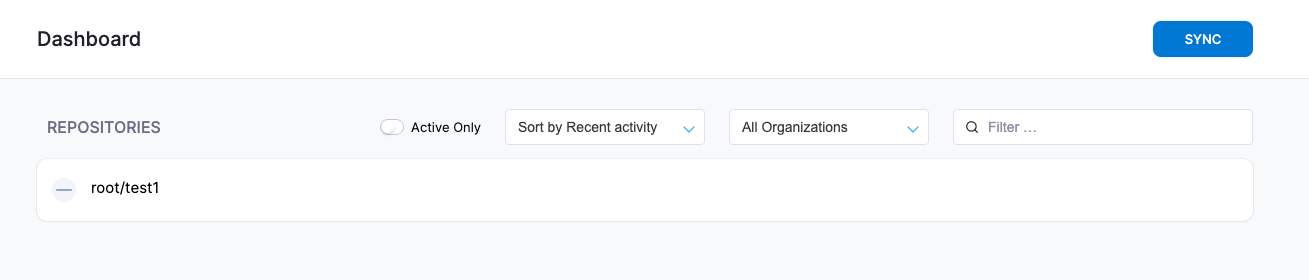 Dashboard
SYNC
REPOSITORIES
Active Only
Sort by Recent activity
All Organizations
Filter ...
root/test1